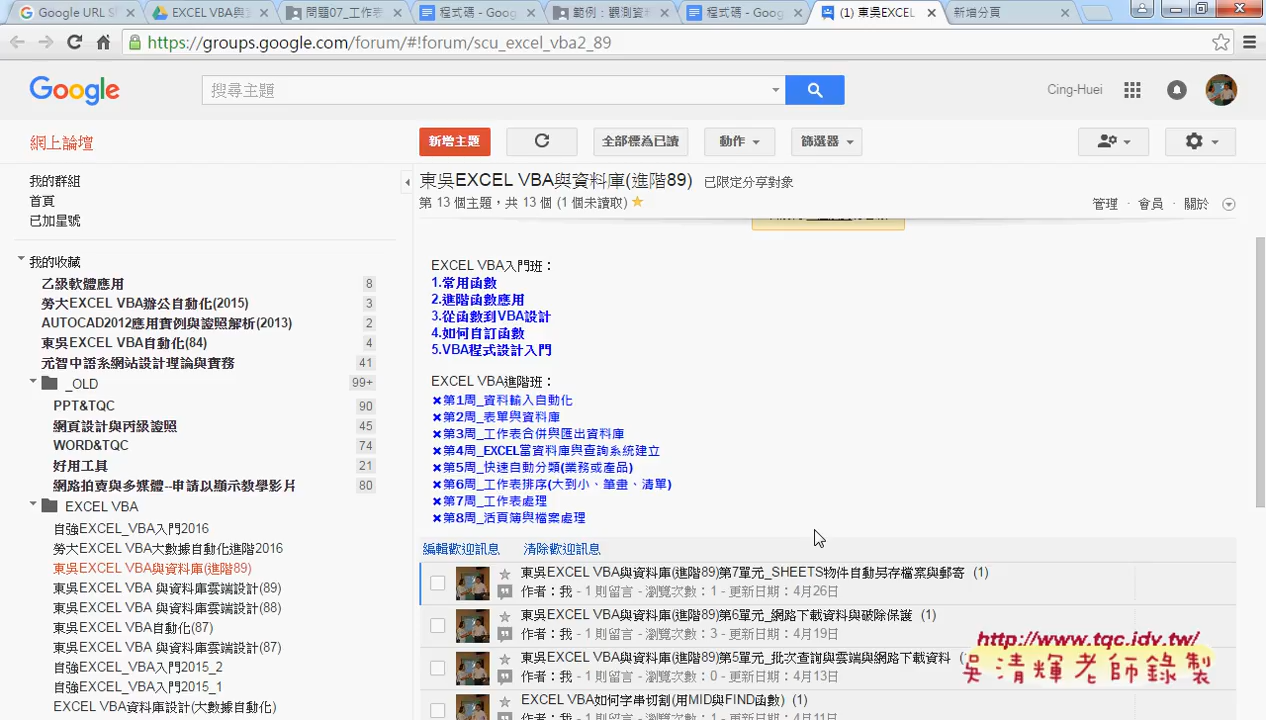 Google URL S
EXCEL VBA與
問題07_工作
程式碼 - Goog
範例：觀測資
程式碼 - Goog
(1) 東吳EXCEL
新增分頁
https://groups.google.com/forum/#!forum/scu_excel_vba2_89
Google
搜尋主題
Cing-Huei
網上論壇
新增主題
全部標為已讀
動作
篩選器
我的群組
首頁
已加星號
東吳EXCEL VBA與資料庫(進階89) 已限定分享對象
第 13 個主題，共 13 個 (1 個未讀取)
管理 · 會員 · 關於
我的收藏
乙級軟體應用 8
勞大EXCEL VBA辦公自動化(2015) 3
AUTOCAD2012應用實例與證照解析(2013) 2
東吳EXCEL VBA自動化(84) 4
元智中語系網站設計理論與實務 41
_OLD 99+
PPT&TQC 90
網頁設計與丙級證照 45
WORD&TQC 74
好用工具 21
網路拍賣與多媒體--申請以顯示教學影片 80
EXCEL VBA
自強EXCEL_VBA入門2016
勞大EXCEL VBA大數據自動化進階2016
東吳EXCEL VBA與資料庫(進階89)
東吳EXCEL VBA 與資料庫雲端設計(89)
東吳EXCEL VBA 與資料庫雲端設計(88)
東吳EXCEL VBA自動化(87)
東吳EXCEL VBA 與資料庫雲端設計(87)
自強EXCEL VBA入門2015_2
自強EXCEL VBA入門2015_1
EXCEL VBA資料庫設計(大數據自動化)
EXCEL VBA入門班：
1.常用函數
2.進階函數應用
3.從函數到VBA設計
4.如何自訂函數
5.VBA程式設計入門
EXCEL VBA進階班：
×第1周_資料輸入自動化
×第2周_表單與資料庫
×第3周_工作表合併與匯出資料庫
×第4周_EXCEL當資料庫與查詢系統建立
×第5周_快速自動分類(業務或產品)
×第6周_工作表排序(大到小、筆畫、清單)
×第7周_工作表處理
×第8周_活頁簿與檔案處理
編輯歡迎訊息 清除歡迎訊息
東吳EXCEL VBA與資料庫(進階89)第7單元_SHEETS物件自動另存檔案與郵寄 (1)
作者：我 - 1 則留言 - 瀏覽次數：1 - 更新日期：4月26日
東吳EXCEL VBA與資料庫(進階89)第6單元_網路下載資料與破除保護 (1)
作者：我 - 1 則留言 - 瀏覽次數：3 - 更新日期：4月19日
東吳EXCEL VBA與資料庫(進階89)第5單元_批次查詢與雲端與網路下載資料 (
作者：我 - 1 則留言 - 瀏覽次數：0 - 更新日期：4月13日
EXCEL VBA如何字串切割(用MID與FIND函數) (1)
作者：我 - 1 則留言 - 瀏覽次數：0 - 更新日期：4月11日
http://www.tqc.idv.tw/
吳清輝老師錄製